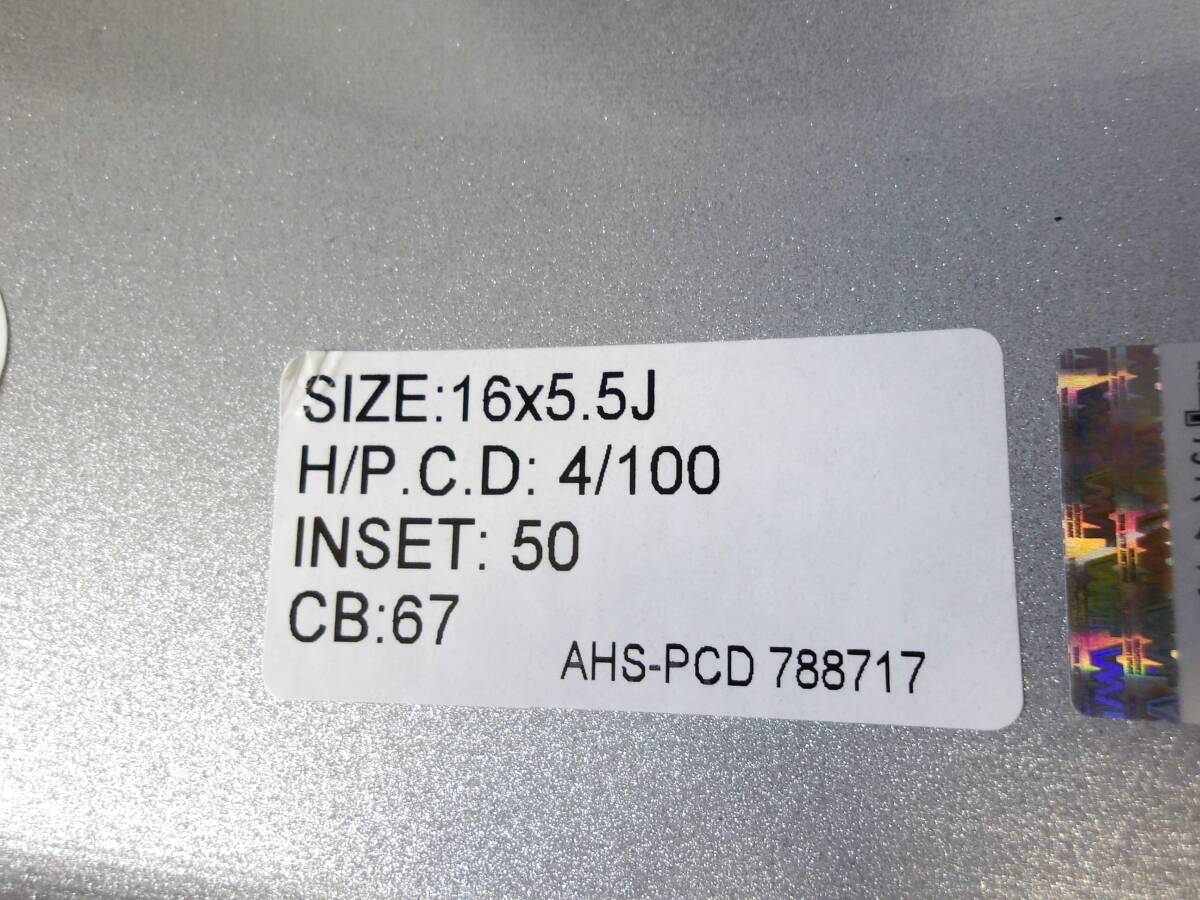 SIZE:16x5.5J
H/P.C.D: 4/100
INSET: 50
CB:67
AHS-PCD 788717